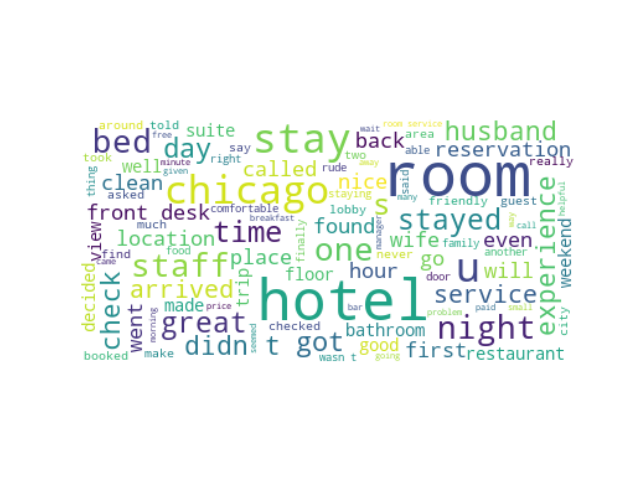 around told
free
bed
day
suite
say
stay
wait
room service
area
husband
back
able
reservation
took
minute
right
two
away
really
thing
well
given
called
rude
nice
room
said
clean
asked
chicago
staying
many
friendly
guest
helpful
front desk
comfortable
breakfast
lobby
s
stayed
way
call
view
much
location
time
finally
found
one
manager
wife
family
even
experience
weekend
find
food
staff
place
never
go
another
decided
check
trip
floor
hour
u
will
door
arrived
hotel
service
city
went
made
price
bar
paid
small
morning
great
checked
bathroom
problem
night
booked
make
didn t
seemed
got
wasn t
good
going
first
restaurant
came